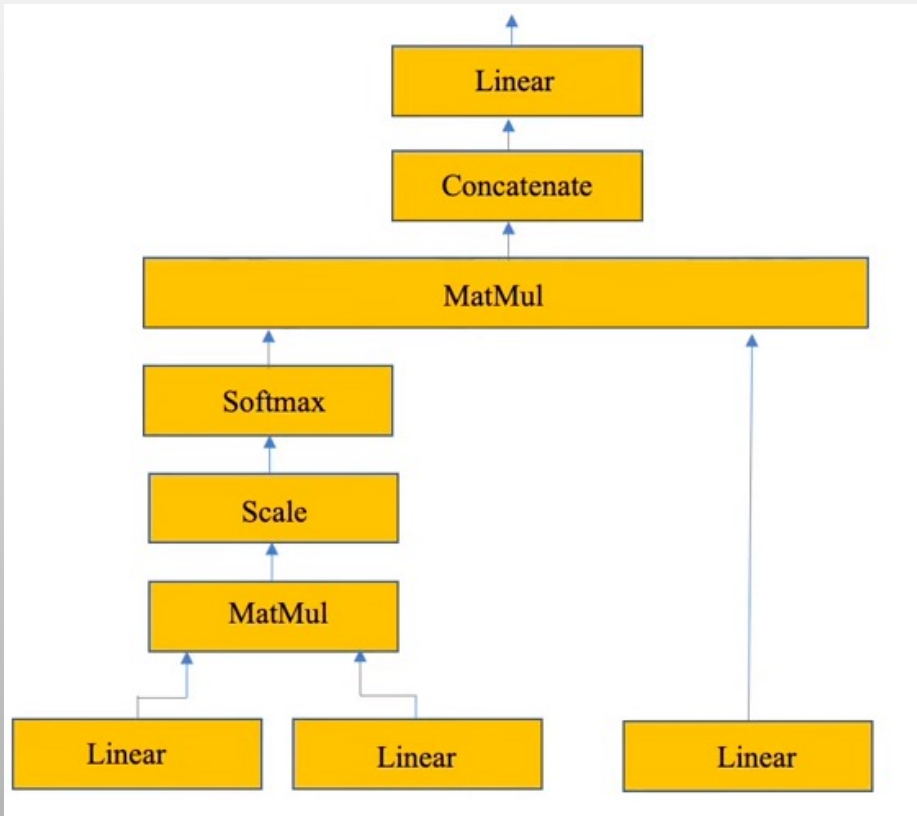 Linear
Concatenate
MatMul
Softmax
Scale
MatMul
Linear
Linear
Linear